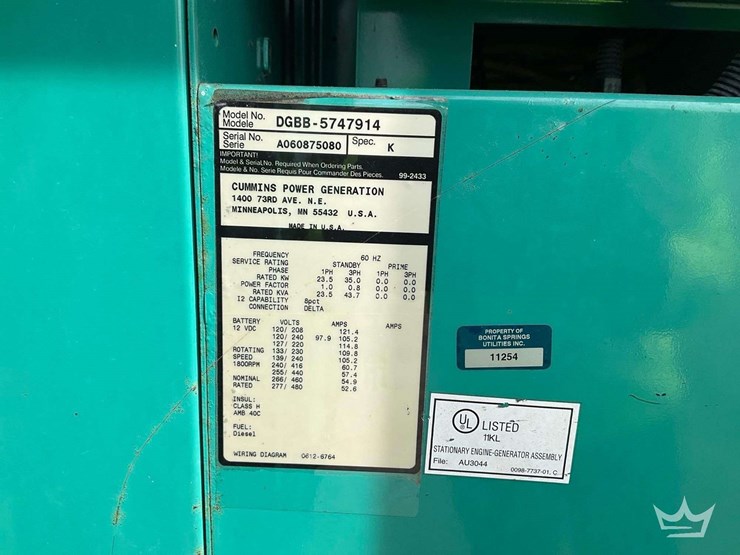 Model No. DGBB-5747914
Modele
Serial No. A060875080 Spec. K
Serie
IMPORTANT!
Model & Serial.No. Required When Ordering Parts.
Modele & No. Serie Requis Pour Commander Des Pieces. 99-2433
CUMMINS POWER GENERATION
1400 73RD AVE. N.E.
MINNEAPOLIS, MN 55432 U.S.A.
MADE IN U.S.A.
FREQUENCY 60 HZ
SERVICE RATING STANDBY PRIME
PHASE 1PH 3PH 1PH 3PH
RATED KW 23.5 35.0 0.0 0.0
POWER FACTOR 1.0 0.8 0.0 0.0
RATED KVA 23.5 43.7 0.0 0.0
I2 CAPABILITY 8pct
CONNECTION DELTA
BATTERY VOLTS AMPS AMPS
12 VDC 120/ 208 121.4
120/ 240 97.9 105.2
127/ 220 114.8
ROTATING 133/ 230 109.8
SPEED 139/ 240 105.2
1800RPM 240/ 416 60.7
255/ 440 57.4
NOMINAL 266/ 460 54.9
RATED 277/ 480 52.6
INSUL:
CLASS H
AMB 40C
FUEL:
Diesel
WIRING DIAGRAM 0612-6764
PROPERTY OF
BONITA SPRINGS
UTILITIES INC.
11254
UL LISTED
11KL
STATIONARY ENGINE-GENERATOR ASSEMBLY
File: AU3044
0098-7737-01, C